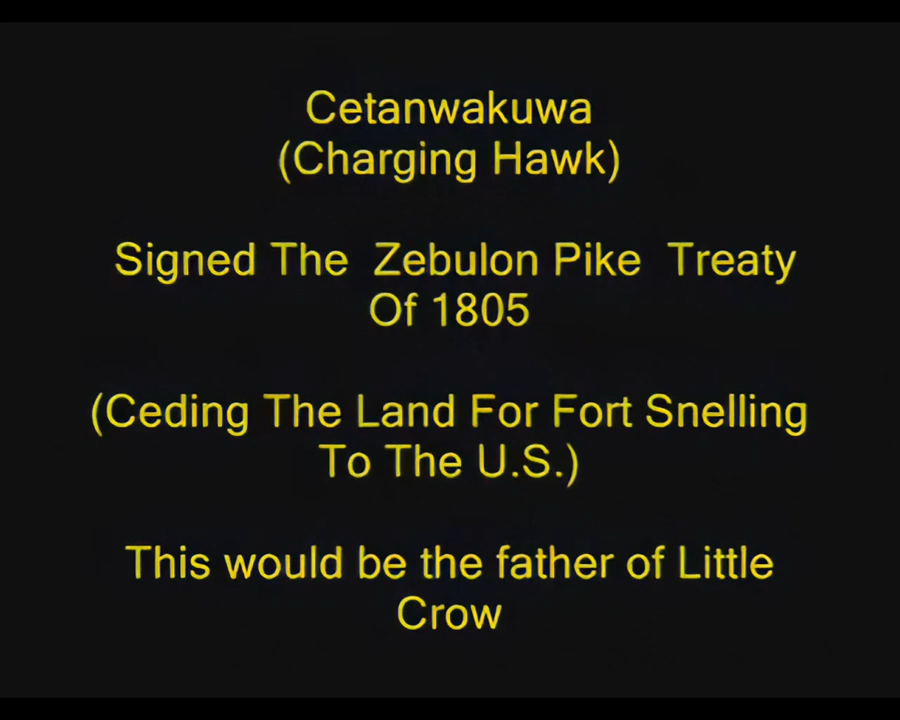 Cetanwakuwa
(Charging Hawk)
Signed The Zebulon Pike Treaty
Of 1805
(Ceding The Land For Fort Snelling
To The U.S.)
This would be the father of Little
Crow